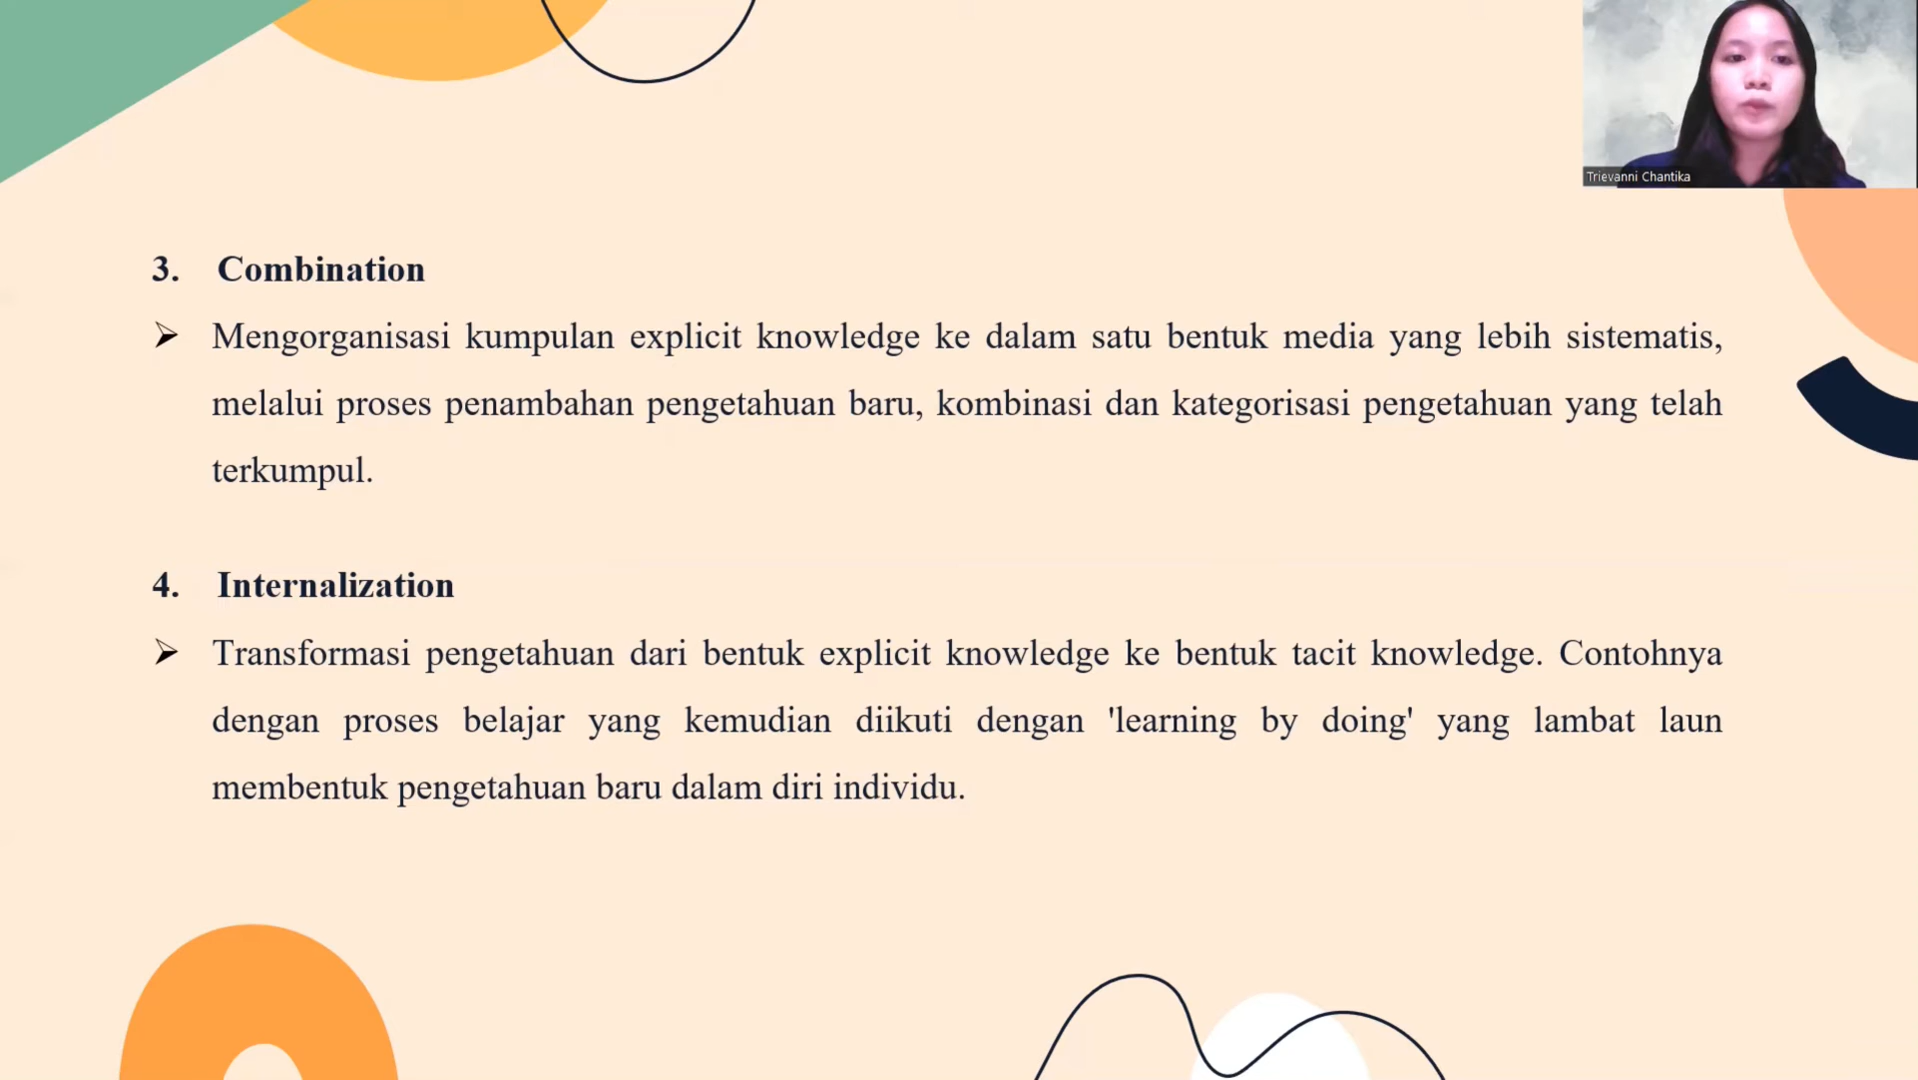 Trievanni Chantika
3. Combination
➢ Mengorganisasi kumpulan explicit knowledge ke dalam satu bentuk media yang lebih sistematis,
melalui proses penambahan pengetahuan baru, kombinasi dan kategorisasi pengetahuan yang telah
terkumpul.
4. Internalization
➢ Transformasi pengetahuan dari bentuk explicit knowledge ke bentuk tacit knowledge. Contohnya
dengan proses belajar yang kemudian diikuti dengan 'learning by doing' yang lambat laun
membentuk pengetahuan baru dalam diri individu.